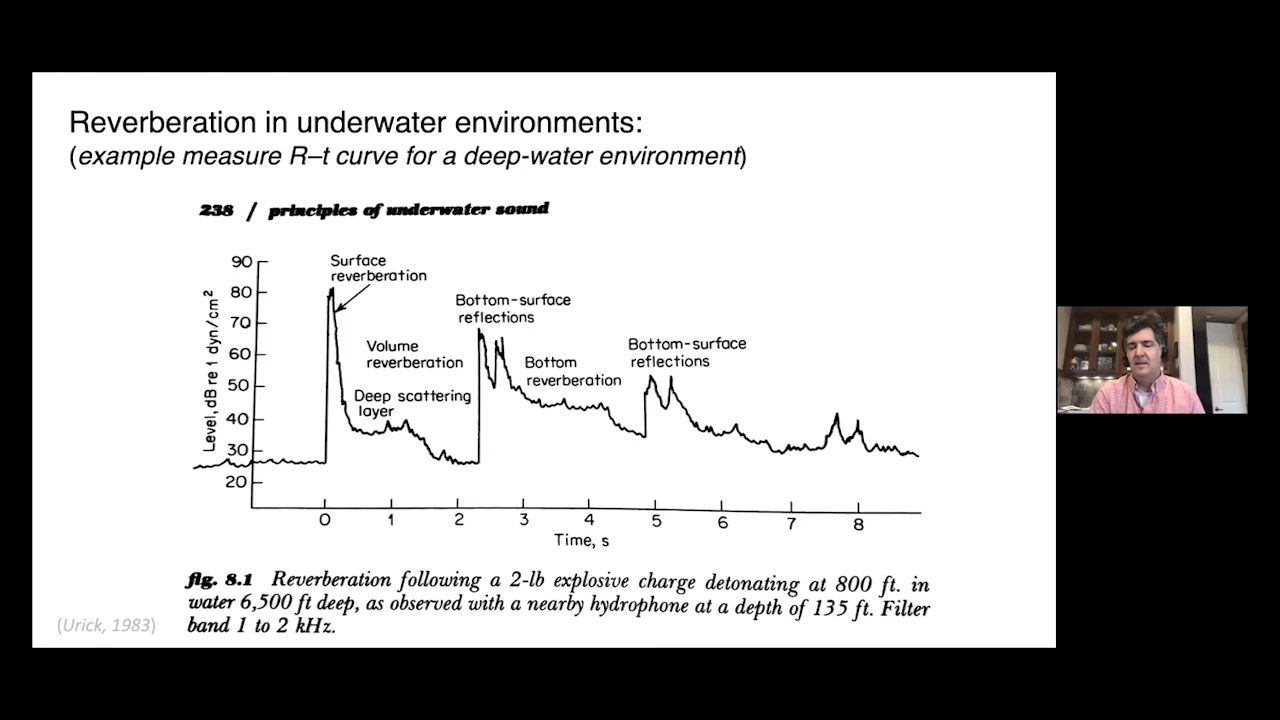 Reverberation in underwater environments:
(example measure R–t curve for a deep-water environment)
238 / principles of underwater sound
90
80
70
60
50
40
30
20
Level, dB re 1 dyn/cm²
Surface
reverberation
Volume
reverberation
Deep scattering
layer
Bottom-surface
reflections
Bottom
reverberation
Bottom-surface
reflections
0 1 2 3 4 5 6 7 8
Time, s
fig. 8.1 Reverberation following a 2-lb explosive charge detonating at 800 ft. in
water 6,500 ft deep, as observed with a nearby hydrophone at a depth of 135 ft. Filter
band 1 to 2 kHz.
(Urick, 1983)